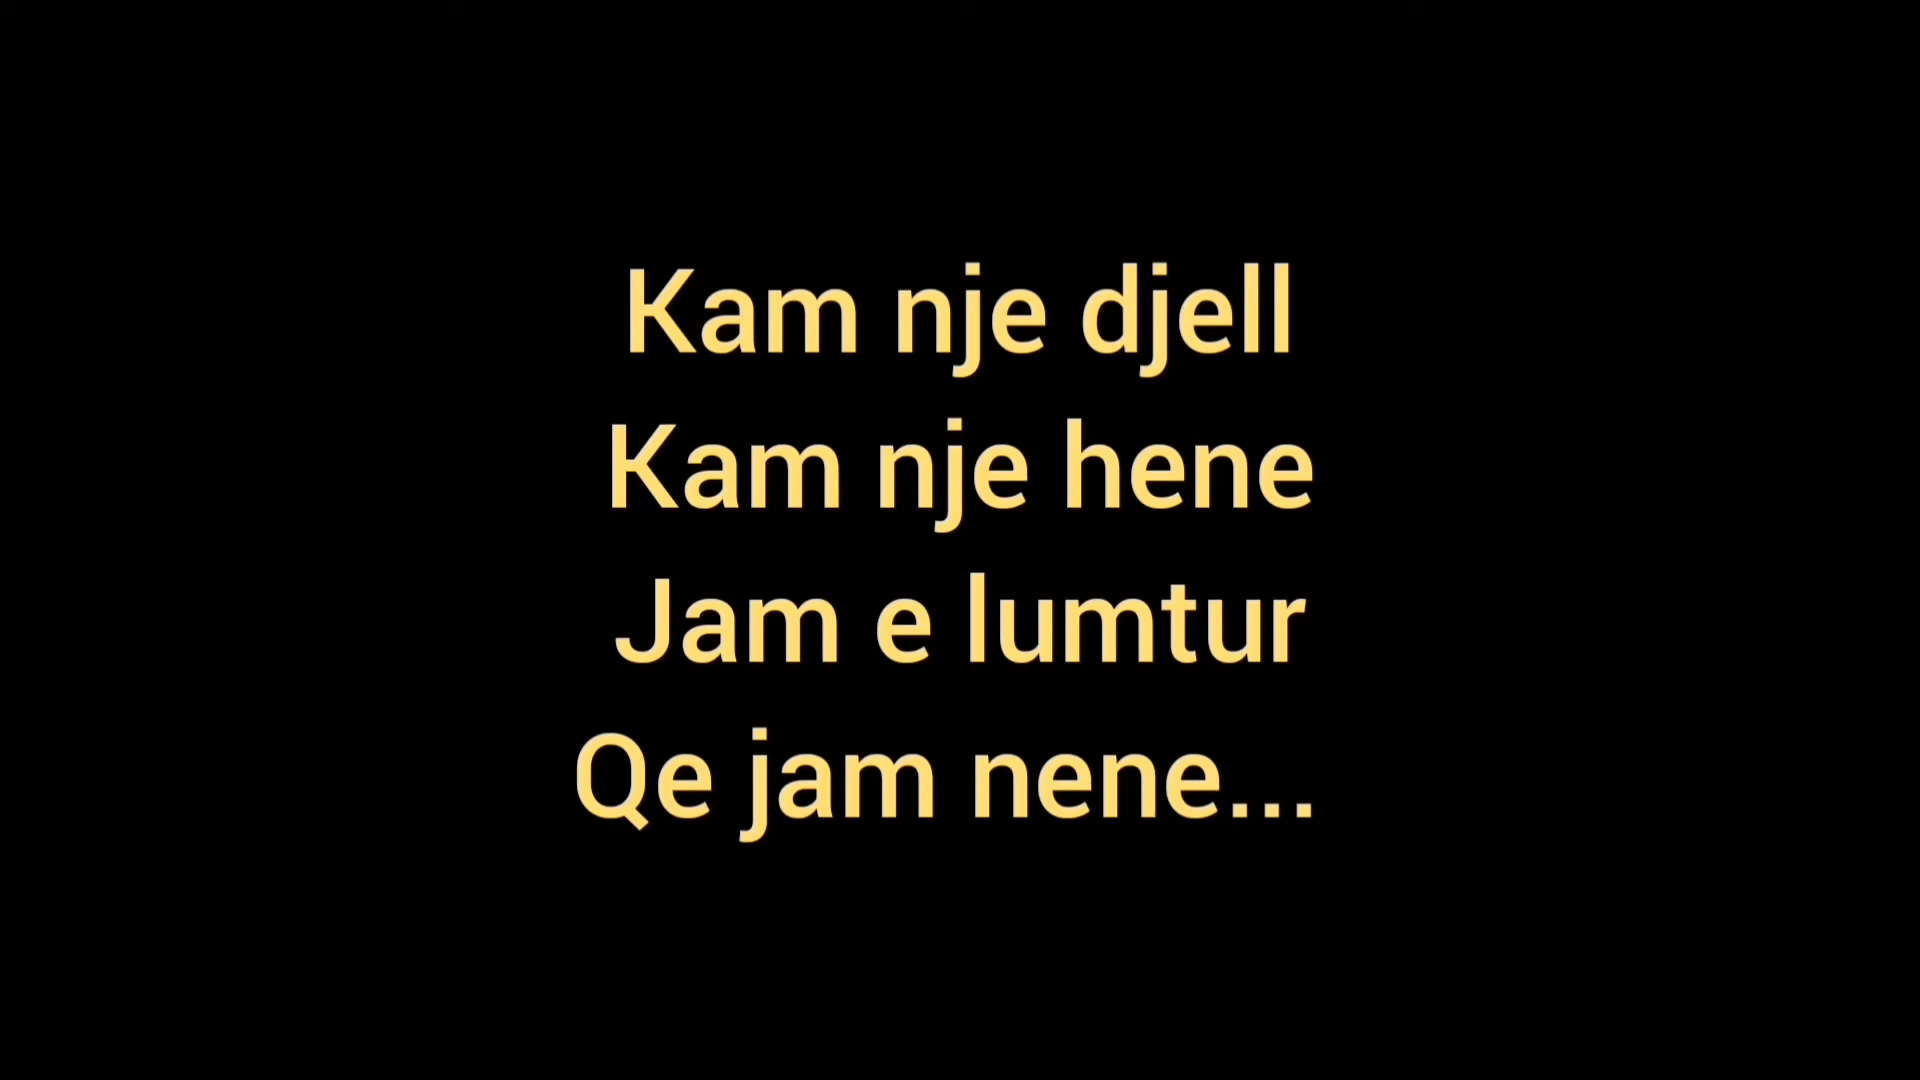 Kam nje djell
Kam nje hene
Jam e lumtur
Qe jam nene...